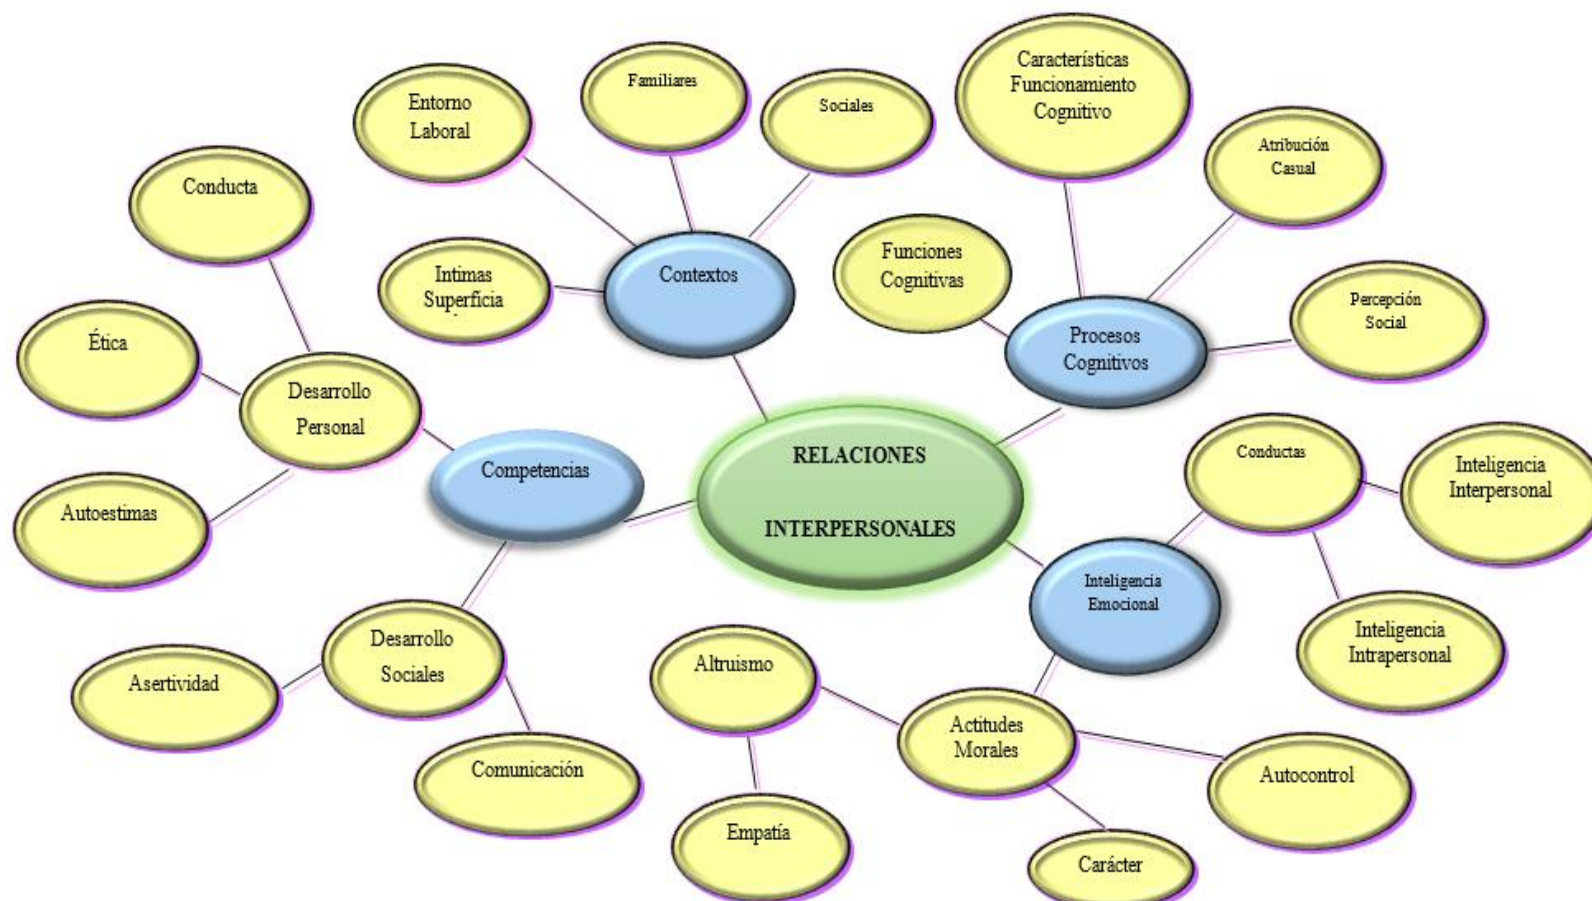 Familiares
Sociales
Entorno
Laboral
Características
Funcionamiento
Cognitivo
Atribución
Casual
Conducta
Intimas
Superficia
Contextos
Funciones
Cognitivas
Percepción
Social
Procesos
Cognitivos
Ética
Desarrollo
Personal
Autoestimas
Competencias
RELACIONES
INTERPERSONALES
Conductas
Inteligencia
Interpersonal
Inteligencia
Emocional
Inteligencia
Intrapersonal
Desarrollo
Sociales
Asertividad
Comunicación
Altruismo
Empatía
Actitudes
Morales
Autocontrol
Carácter